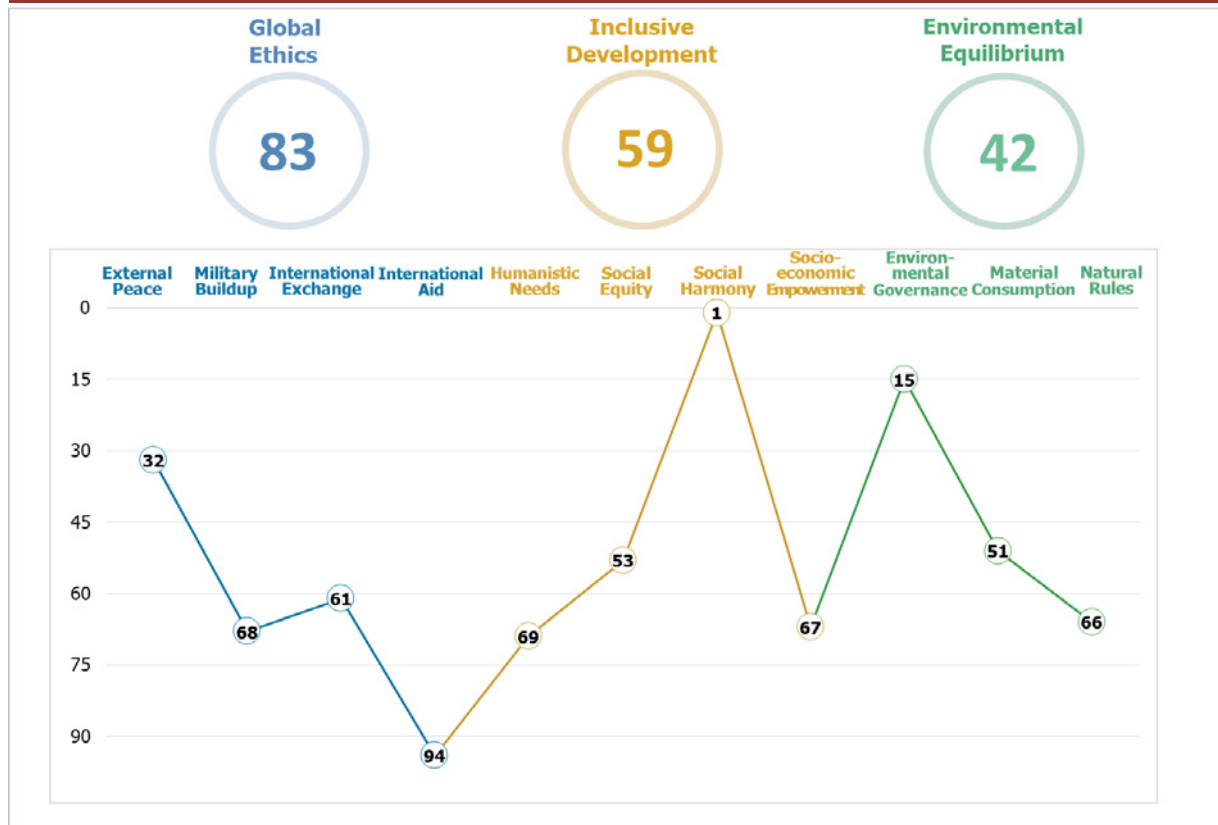 Global
Ethics
83
Inclusive
Development
59
Environmental
Equilibrium
42
External
Peace
Military
Buildup
International
Exchange
International
Aid
Humanistic
Needs
Social
Equity
Social
Harmony
Socio-
economic
Empowerment
Environ-
mental
Governance
Material
Consumption
Natural
Rules
0
15
30
45
60
75
90
32
68
61
94
69
53
1
67
15
51
66